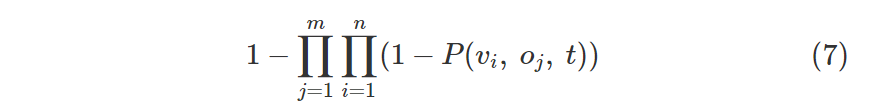 1 − ∏_{j=1}^{m} ∏_{i=1}^{n} (1 − P(v_i, o_j, t)) (7)